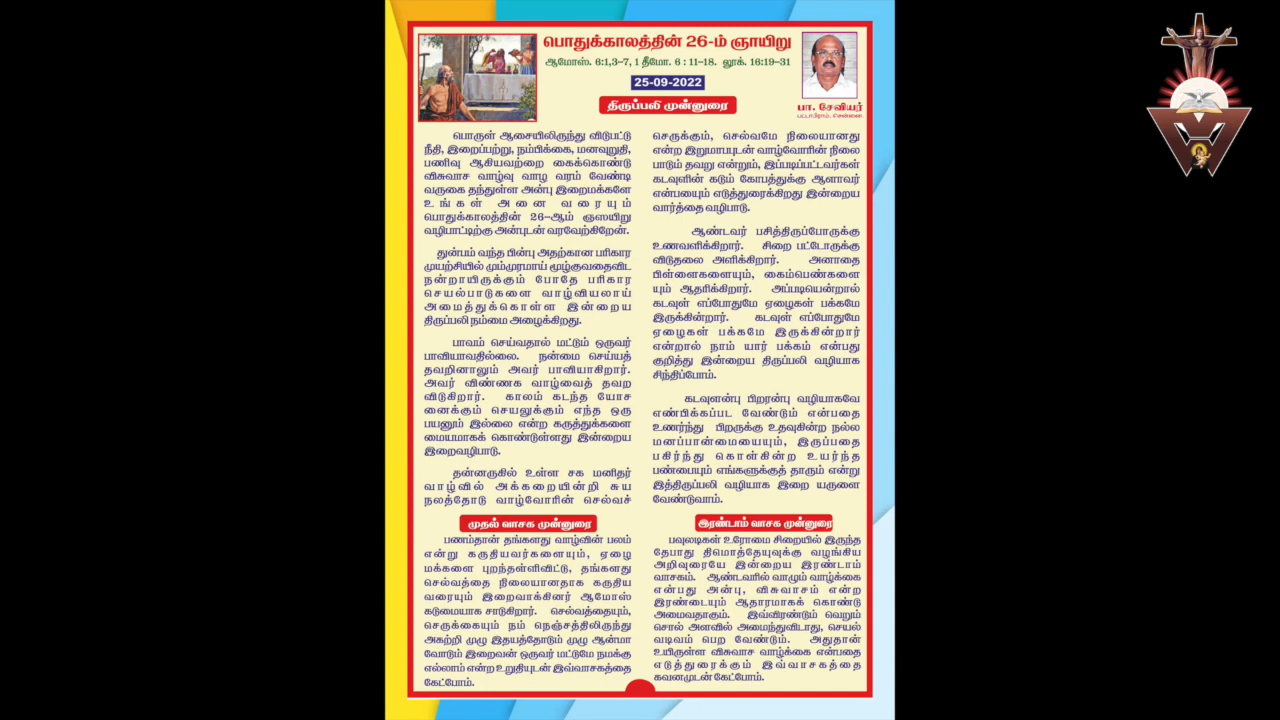 பொதுக்காலத்தின் 26-ம் ஞாயிறு
ஆமோஸ். 6:1,3-7, 1 தீமோ. 6 : 11-18. லூக். 16:19-31
25-09-2022
திருப்பலி முன்னுரை
பா. சேவியர்
பட்டாபிராம், சென்னை.
பொருள் ஆசையிலிருந்து விடுபட்டு
நீதி, இறைப்பற்று, நம்பிக்கை, மனவுறுதி,
பணிவு ஆகியவற்றை கைக்கொண்டு
விசுவாச வாழ்வு வாழ வரம் வேண்டி
வருகை தந்துள்ள அன்பு இறைமக்களே
உங்கள் அனை வரையும்
பொதுக்காலத்தின் 26-ஆம் ஞஸயிறு
வழிபாட்டிற்கு அன்புடன் வரவேற்கிறேன்.
துன்பம் வந்த பின்பு அதற்கான பரிகார
முயற்சியில் மும்முரமாய் மூழ்குவதைவிட
நன்றாயிருக்கும் போதே பரிகார
செயல்பாடுகளை வாழ்வியலாய்
அமைத்துக்கொள்ள இன்றைய
திருப்பலி நம்மை அழைக்கிறது.
பாவம் செய்வதால் மட்டும் ஒருவர்
பாவியாவதில்லை. நன்மை செய்யத்
தவறினாலும் அவர் பாவியாகிறார்.
அவர் விண்ணக வாழ்வைத் தவற
விடுகிறார். காலம் கடந்த யோச
னைக்கும் செயலுக்கும் எந்த ஒரு
பயனும் இல்லை என்ற கருத்துக்களை
மையமாகக் கொண்டுள்ளது இன்றைய
இறைவழிபாடு.
தன்னருகில் உள்ள சக மனிதர்
வாழ்வில் அக்கறையின்றி சுய
நலத்தோடு வாழ்வோரின் செல்வச்
செருக்கும், செல்வமே நிலையானது
என்ற இறுமாபபுடன் வாழ்வோரின் நிலை
பாடும் தவறு என்றும், இப்படிப்பட்டவர்கள்
கடவுளின் கடும் கோபத்துக்கு ஆளாவர்
என்பயையும் எடுத்துரைக்கிறது இன்றைய
வார்த்தை வழிபாடு.
ஆண்டவர் பசித்திருப்போருக்கு
உணவளிக்கிறார். சிறை பட்டோருக்கு
விடுதலை அளிக்கிறார். அனாதை
பிள்ளைகளையும், கைம்பெண்களை
யும் ஆதரிக்கிறார். அப்படியென்றால்
கடவுள் எப்போதுமே ஏழைகள் பக்கமே
இருக்கின்றார். கடவுள் எப்போதுமே
ஏழைகள் பக்கமே இருக்கின்றார்
என்றால் நாம் யார் பக்கம் என்பது
குறித்து இன்றைய திருப்பலி வழியாக
சிந்திப்போம்.
கடவுளன்பு பிறரன்பு வழியாகவே
எண்பிக்கப்பட வேண்டும் என்பதை
உணர்ந்து பிறருக்கு உதவுகின்ற நல்ல
மனப்பான்மையையும், இருப்பதை
பகிர்ந்து கொள்கின்ற உயர்ந்த
பண்பையும் எங்களுக்குத் தாரும் என்று
இத்திருப்பலி வழியாக இறை யருளை
வேண்டுவாம்.
முதல் வாசக முன்னுரை
பணம்தான் தங்களது வாழ்வின் பலம்
என்று கருதியவர்களையும், ஏழை
மக்களை புறந்தள்ளிவிட்டு, தங்களது
செல்வத்தை நிலையானதாக கருதிய
வரையும் இறைவாக்கினர் ஆமோஸ்
கடுமையாக சாடுகிறார். செல்வத்தையும்,
செருக்கையும் நம் நெஞ்சத்திலிருந்து
அகற்றி முழு இதயத்தோடும் முழு ஆன்மா
வோடும் இறைவன் ஒருவர் மட்டுமே நமக்கு
எல்லாம் என்ற உறுதியுடன் இவ்வாசகத்தை
கேட்போம்.
இரண்டாம் வாசக முன்னுரை
பவுலடிகள் உரோமை சிறையில் இருந்த
தேபாது திமொத்தேயுவுக்கு வழங்கிய
அறிவுரையே இன்றைய இரண்டாம்
வாசகம். ஆண்டவரில் வாழும் வாழ்க்கை
என்பது அன்பு, விசுவாசம் என்ற
இரண்டையும் ஆதாரமாகக் கொண்டு
அமைவதாகும். இவ்விரண்டும் வெறும்
சொல் அளவில் அமைந்துவிடாது, செயல்
வடிவம் பெற வேண்டும். அதுதான்
உயிருள்ள விசுவாச வாழ்க்கை என்பதை
எடுத்துரைக்கும் இவ்வாசகத்தை
கவனமுடன் கேட்போம்.